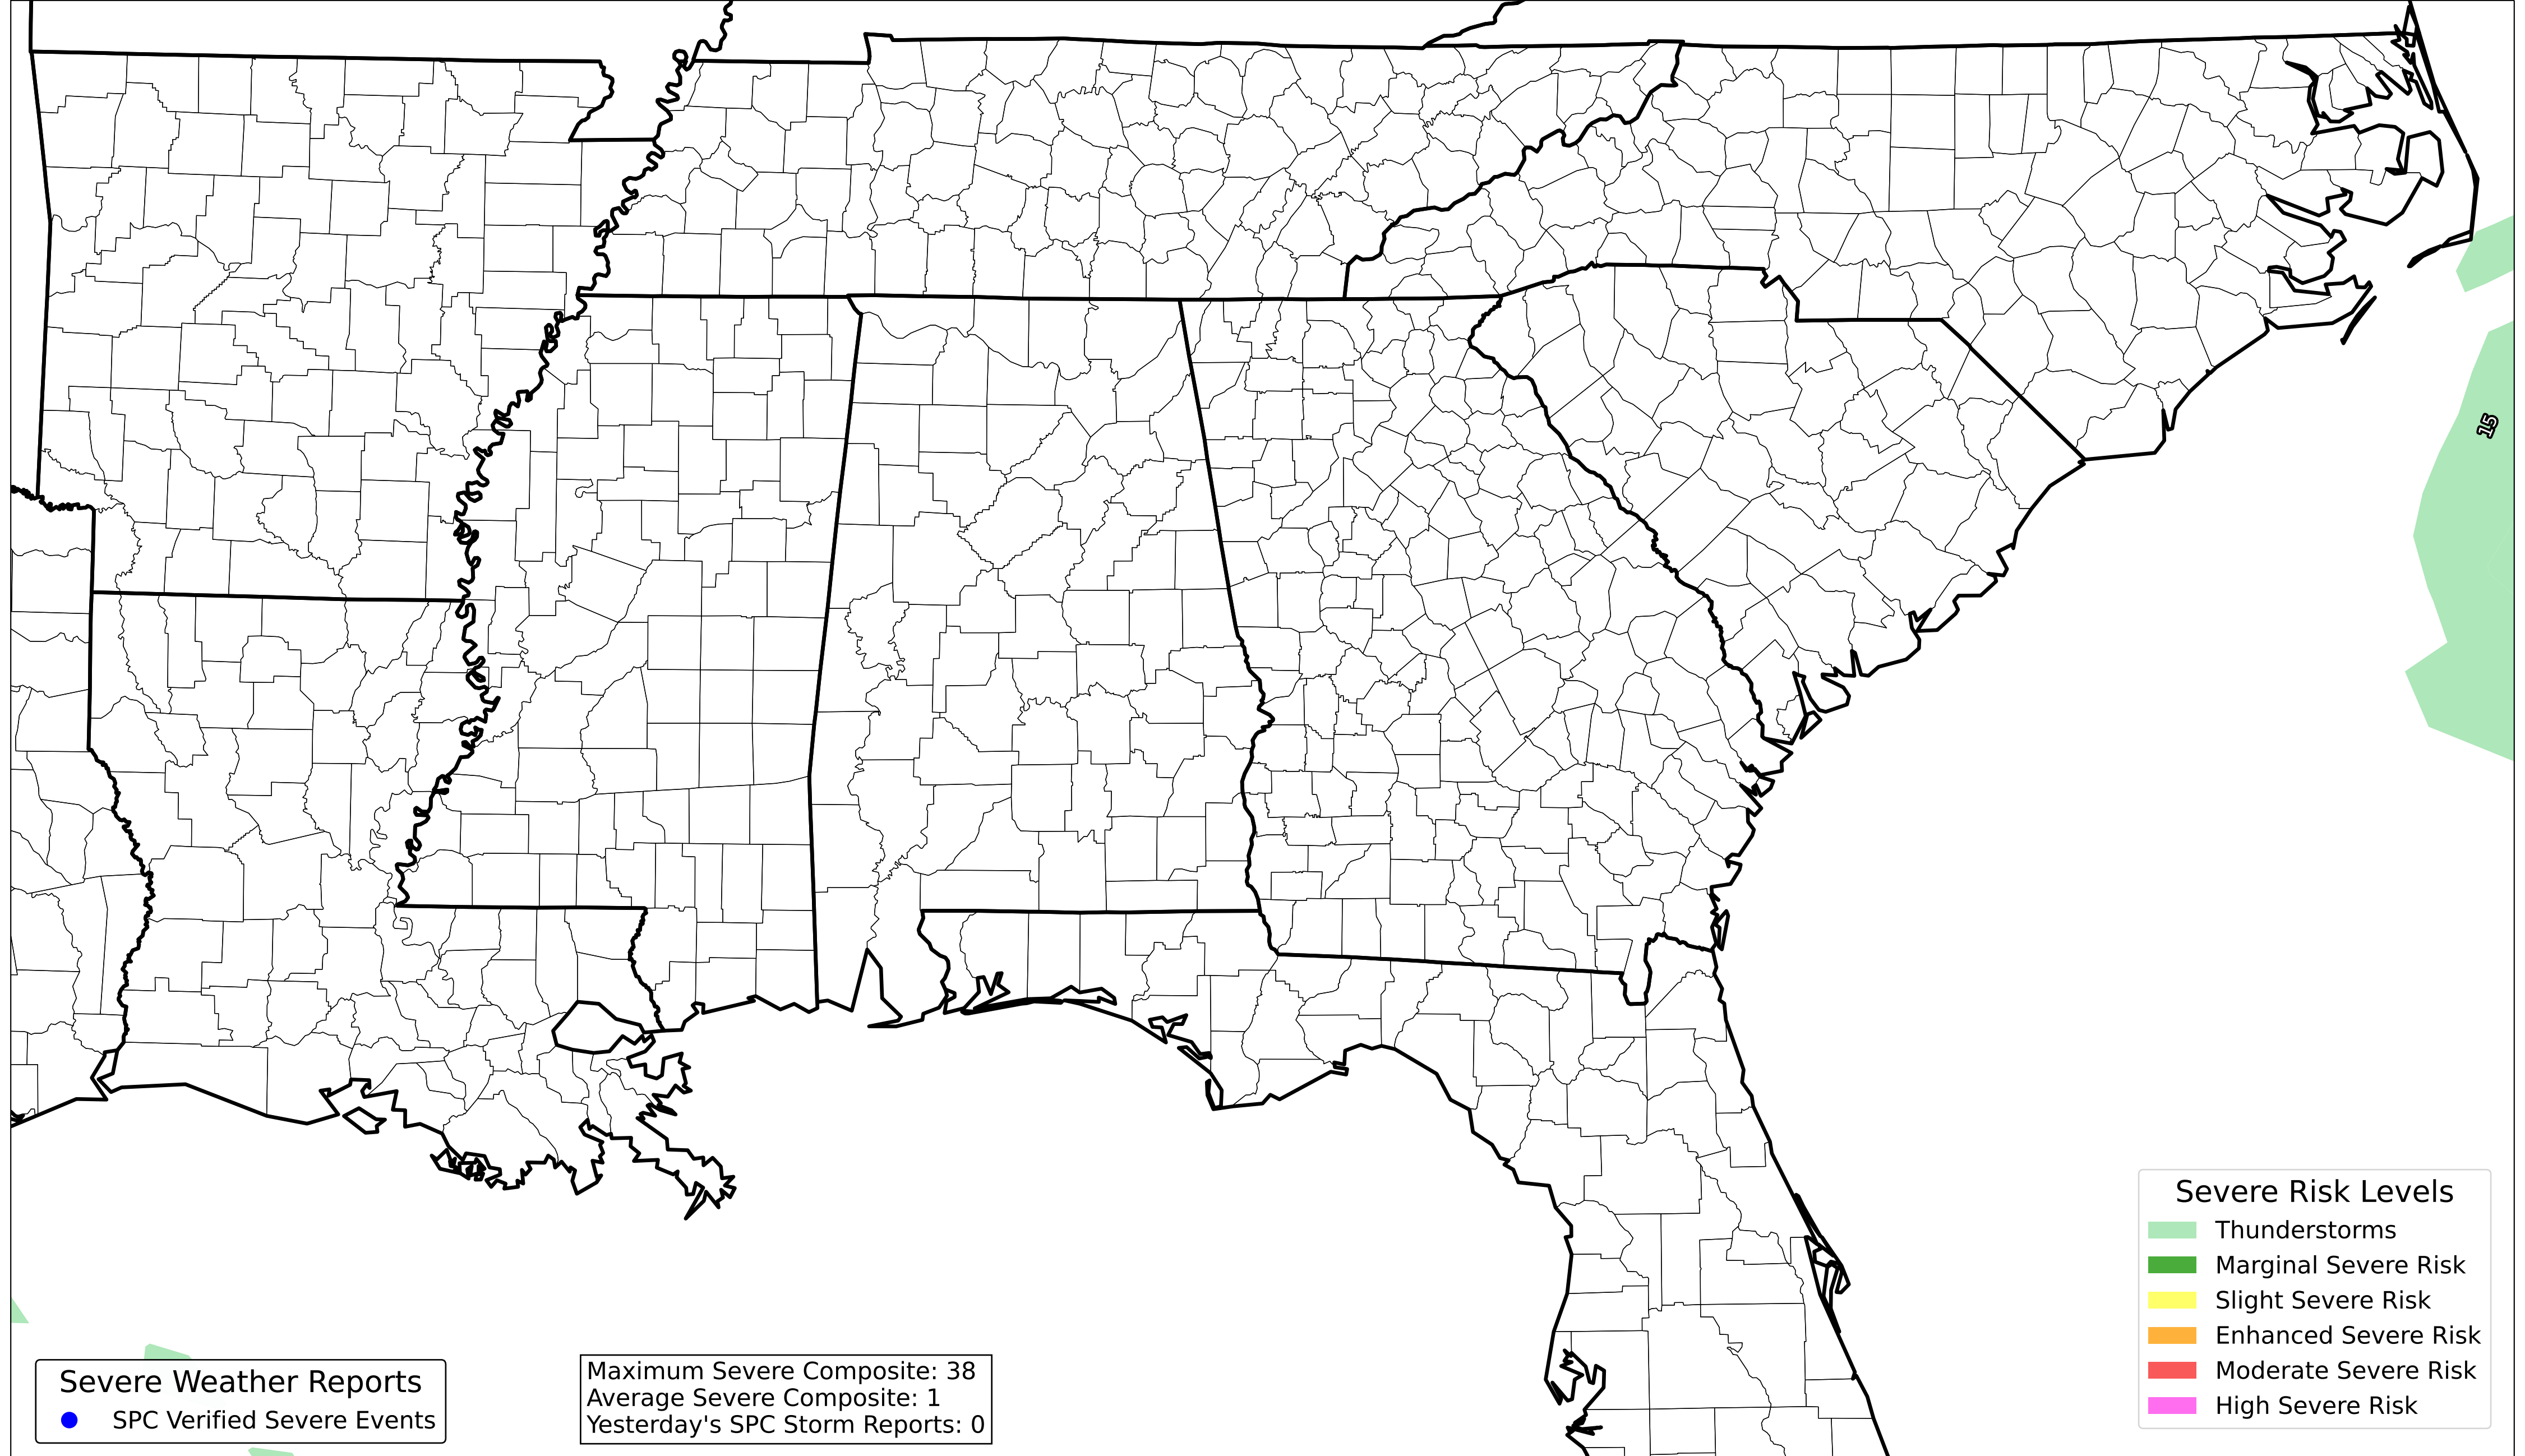 15
Severe Risk Levels
Thunderstorms
Marginal Severe Risk
Slight Severe Risk
Enhanced Severe Risk
Moderate Severe Risk
High Severe Risk
Severe Weather Reports
SPC Verified Severe Events
Maximum Severe Composite: 38
Average Severe Composite: 1
Yesterday's SPC Storm Reports: 0